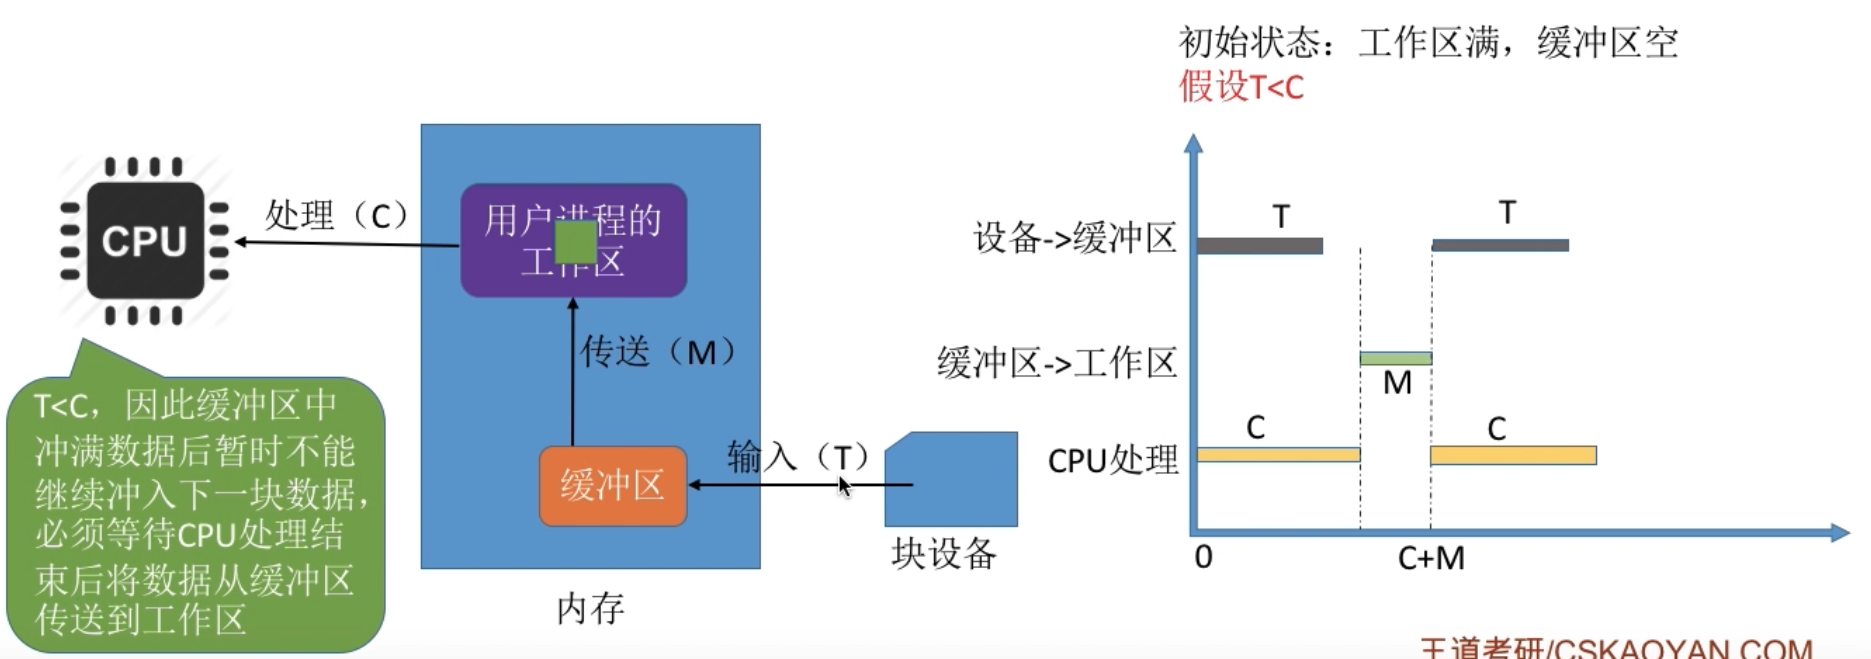 初始状态：工作区满，缓冲区空
假设T<C
CPU
处理（C）
用户进程的
工作区
传送（M）
缓冲区
输入（T）
块设备
内存
T<C，因此缓冲区中
冲满数据后暂时不能
继续冲入下一块数据，
必须等待CPU处理结
束后将数据从缓冲区
传送到工作区
T
T
设备->缓冲区
缓冲区->工作区
M
C
C
CPU处理
0
C+M
王道考研/CSKAOYAN.COM